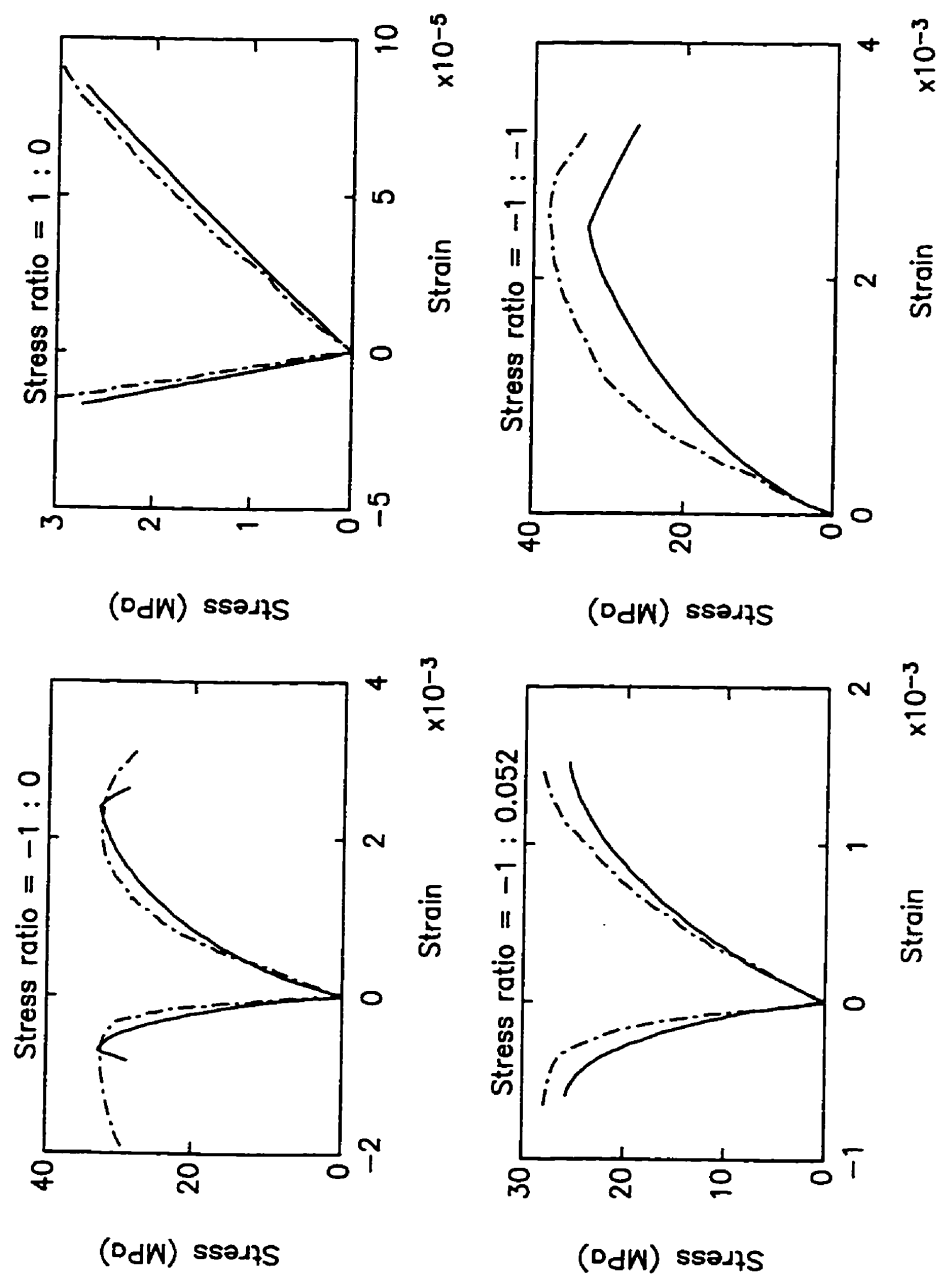 Stress ratio = -1 : 0
Stress (MPa)
40
20
0
-2
0
2
4
Strain
x10-3
Stress ratio = 1 : 0
Stress (MPa)
3
2
1
0
-5
0
5
10
Strain
x10-5
Stress ratio = -1 : 0.052
Stress (MPa)
30
20
10
0
-1
0
1
2
Strain
x10-3
Stress ratio = -1 : -1
Stress (MPa)
40
20
0
0
2
4
Strain
x10-3